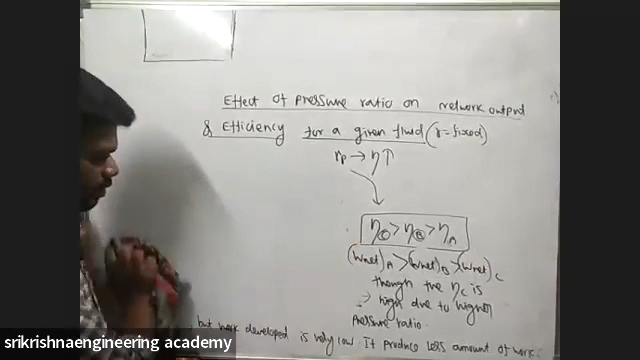 Effect of pressure ratio on network output
& Efficiency for a given fluid (γ=fixed)
rp → η↑
ηC > ηB > ηA
(Wnet)A > (Wnet)B > (Wnet)C
though the ηC is
→ high due to higher
pressure ratio
but work developed is very low It produce less amount of work.
srikrishnaengineering academy